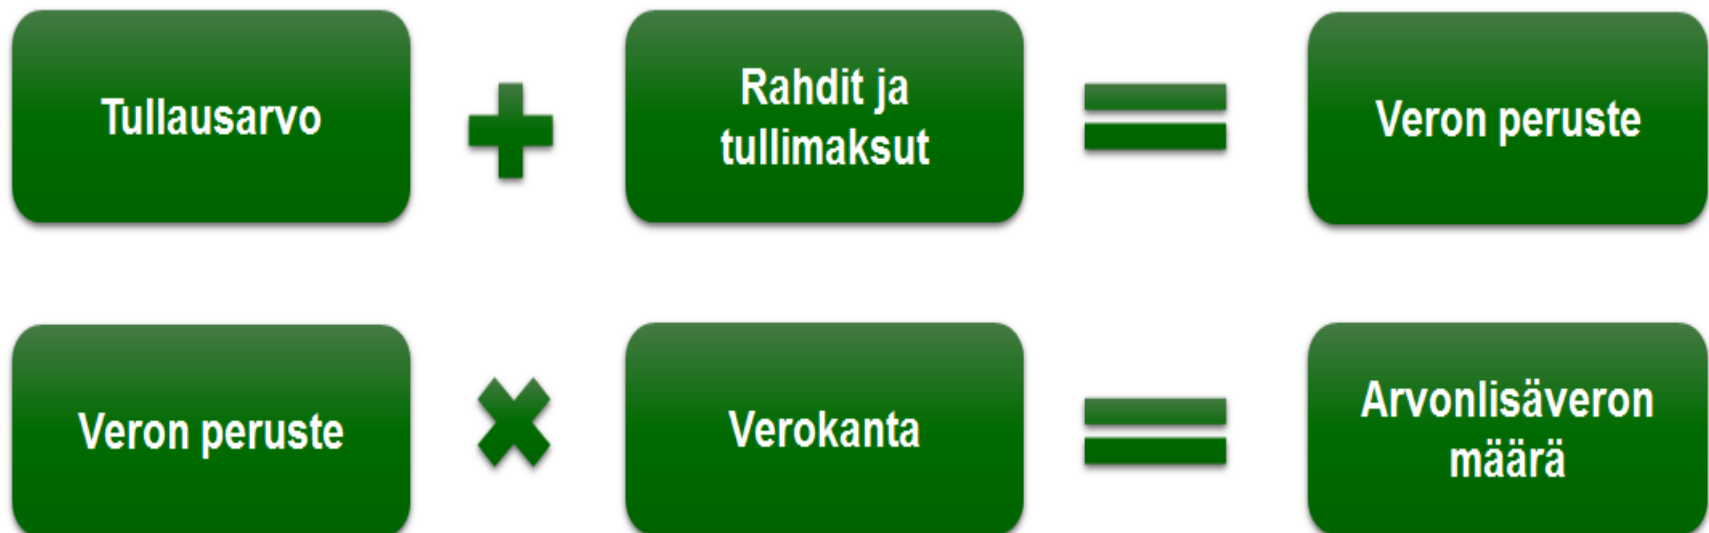 Tullausarvo
Rahdit ja
tullimaksut
Veron peruste
Veron peruste
Verokanta
Arvonlisäveron
määrä